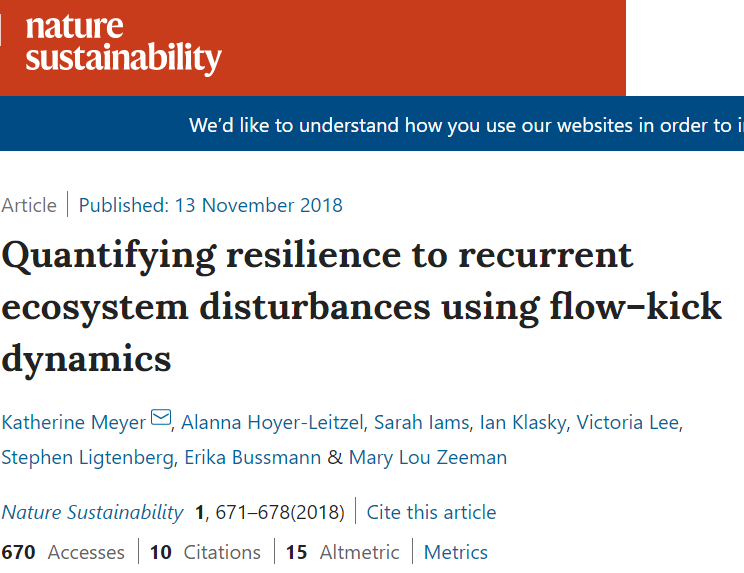 nature
sustainability
We'd like to understand how you use our websites in order to
Article Published: 13 November 2018
Quantifying resilience to recurrent
ecosystem disturbances using flow–kick
dynamics
Katherine Meyer, Alanna Hoyer-Leitzel, Sarah Iams, Ian Klasky, Victoria Lee,
Stephen Ligtenberg, Erika Bussmann & Mary Lou Zeeman
Nature Sustainability 1, 671–678(2018) Cite this article
670 Accesses 10 Citations 15 Altmetric Metrics